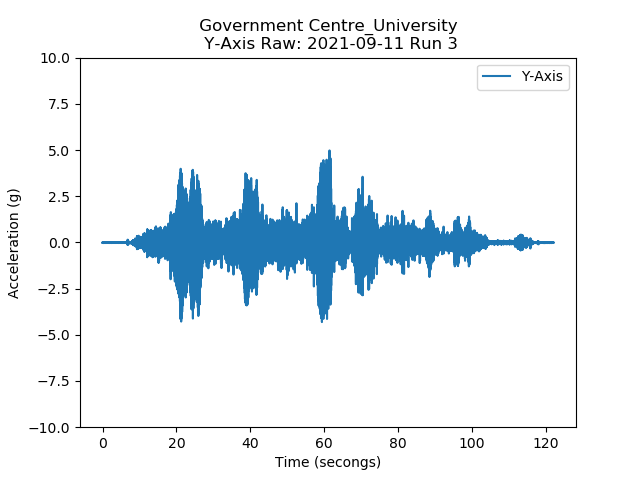 Government Centre_University
Y-Axis Raw: 2021-09-11 Run 3
Y-Axis
10.0
7.5
5.0
2.5
0.0
−2.5
−5.0
−7.5
−10.0
Acceleration (g)
0 20 40 60 80 100 120
Time (seconds)